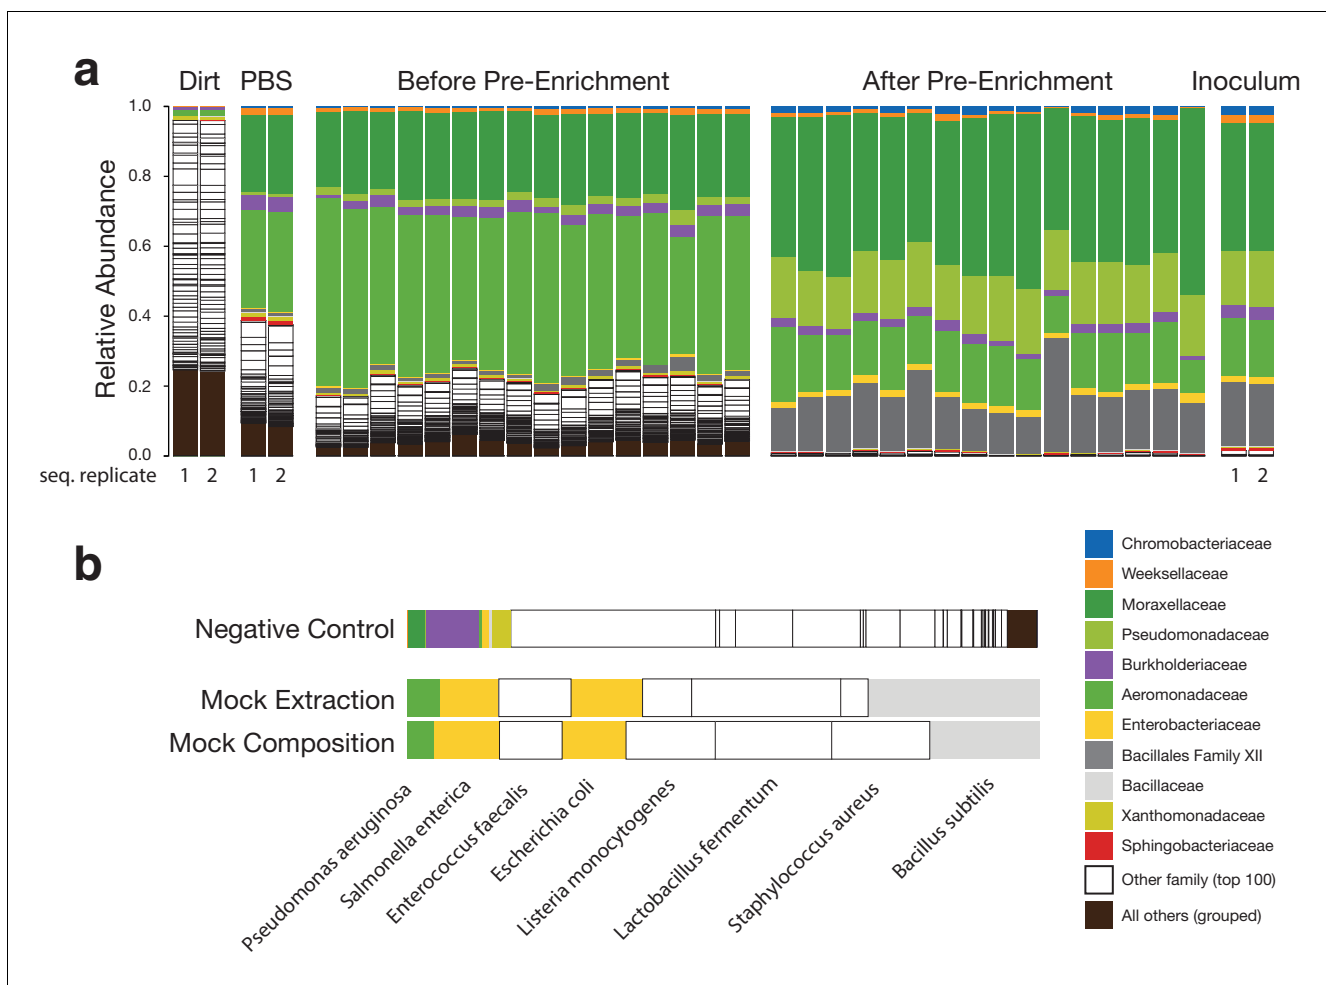 a
Dirt PBS Before Pre-Enrichment After Pre-Enrichment Inoculum
Relative Abundance
1.0
0.8
0.6
0.4
0.2
0.0
seq. replicate 1 2 1 2 1 2
b
Negative Control
Mock Extraction
Mock Composition
Pseudomonas aeruginosa
Salmonella enterica
Enterococcus faecalis
Escherichia coli
Listeria monocytogenes
Lactobacillus fermentum
Staphylococcus aureus
Bacillus subtilis
Chromobacteriaceae
Weeksellaceae
Moraxellaceae
Pseudomonadaceae
Burkholderiaceae
Aeromonadaceae
Enterobacteriaceae
Bacillales Family XII
Bacillaceae
Xanthomonadaceae
Sphingobacteriaceae
Other family (top 100)
All others (grouped)